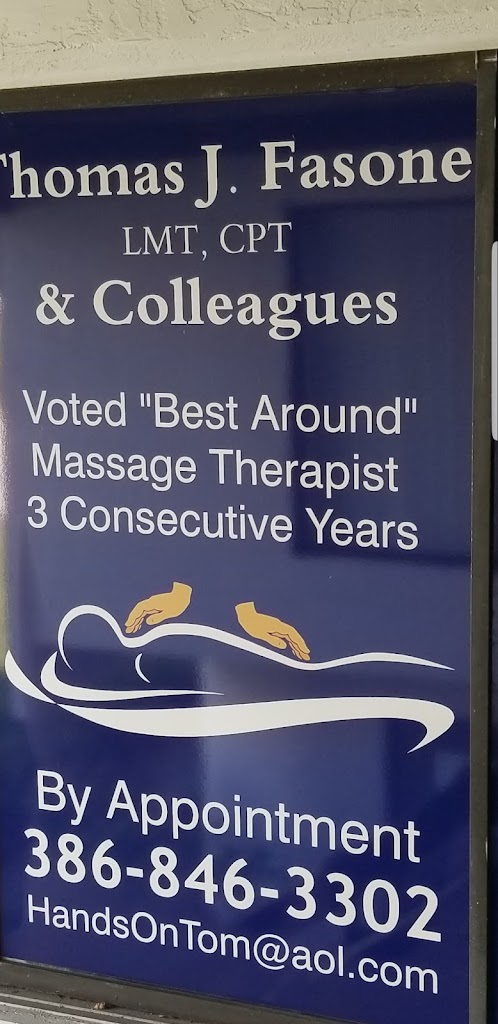 Thomas J. Fasone
LMT, CPT
& Colleagues
Voted "Best Around"
Massage Therapist
3 Consecutive Years
By Appointment
386-846-3302
HandsOnTom@aol.com